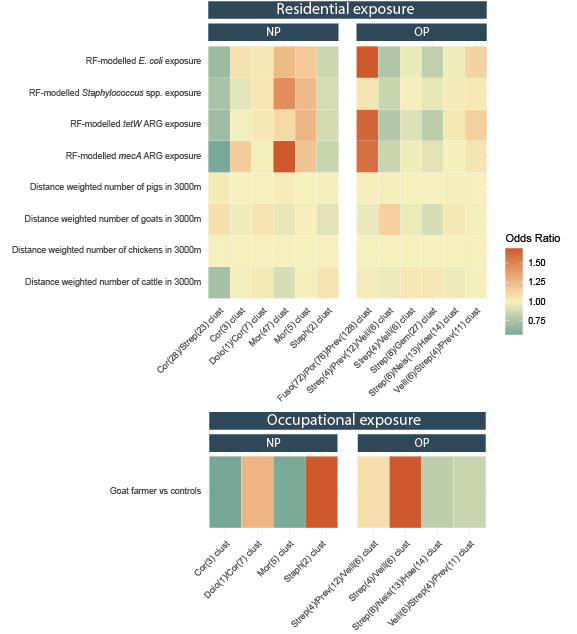 Residential exposure
NP
OP
RF-modelled E. coli exposure
RF-modelled Staphylococcus spp. exposure
RF-modelled tetW ARG exposure
RF-modelled mecA ARG exposure
Distance weighted number of pigs in 3000m
Distance weighted number of goats in 3000m
Distance weighted number of chickens in 3000m
Distance weighted number of cattle in 3000m
Odds Ratio
1.50
1.25
1.00
0.75
Cor(28)/Strep(23) clust
Cor(3) clust
Dolo(1)/Cor(7) clust
Mor(47) clust
Mor(5) clust
Staph(2) clust
Fuso(72)/Por(76)/Prev(128) clust
Strep(4)/Prev(12)/Veill(6) clust
Strep(4)/Veill(6) clust
Strep(8)/Gem(27) clust
Strep(8)/Neis(13)/Hae(14) clust
Veill(6)/Strep(4)/Prev(11) clust
Occupational exposure
NP
OP
Goat farmer vs controls
Cor(3) clust
Dolo(1)/Cor(7) clust
Mor(5) clust
Staph(2) clust
Strep(4)/Prev(12)/Veill(6) clust
Strep(4)/Veill(6) clust
Strep(8)/Neis(13)/Hae(14) clust
Veill(6)/Strep(4)/Prev(11) clust